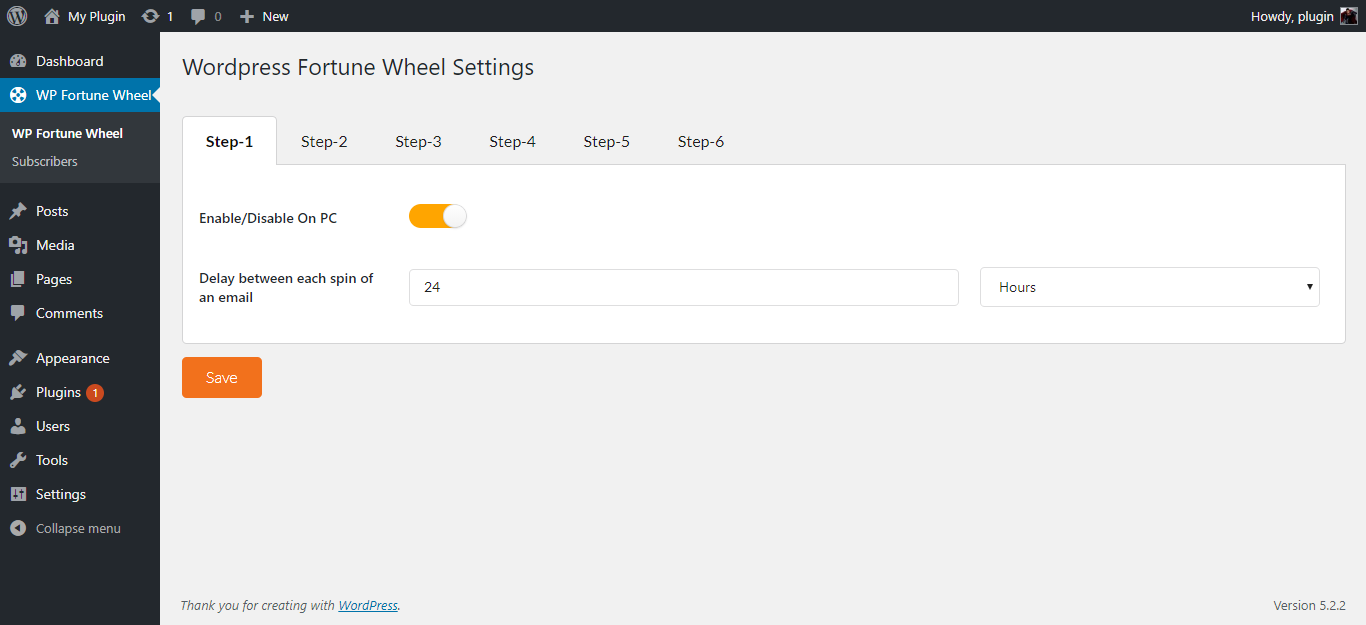 My Plugin 1 0 New Howdy, plugin
Dashboard
WP Fortune Wheel
WP Fortune Wheel
Subscribers
Posts
Media
Pages
Comments
Appearance
Plugins 1
Users
Tools
Settings
Collapse menu
Wordpress Fortune Wheel Settings
Step-1 Step-2 Step-3 Step-4 Step-5 Step-6
Enable/Disable On PC
Delay between each spin of
an email
24 Hours
Save
Thank you for creating with WordPress. Version 5.2.2